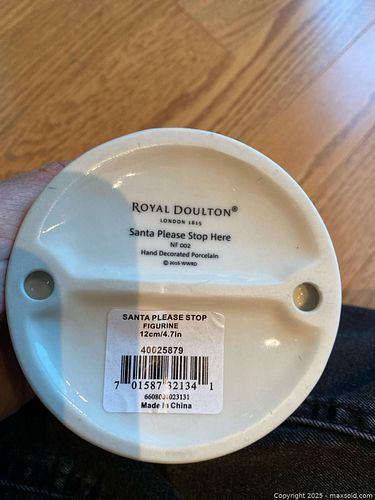 ROYAL DOULTON®
LONDON 1815
Santa Please Stop Here
NF 002
Hand Decorated Porcelain
© 2016 WWRD
SANTA PLEASE STOP
FIGURINE
12cm/4.7in
40025879
7 01587 32134 1
Made in China
Copyright 2025 - maxsold.com